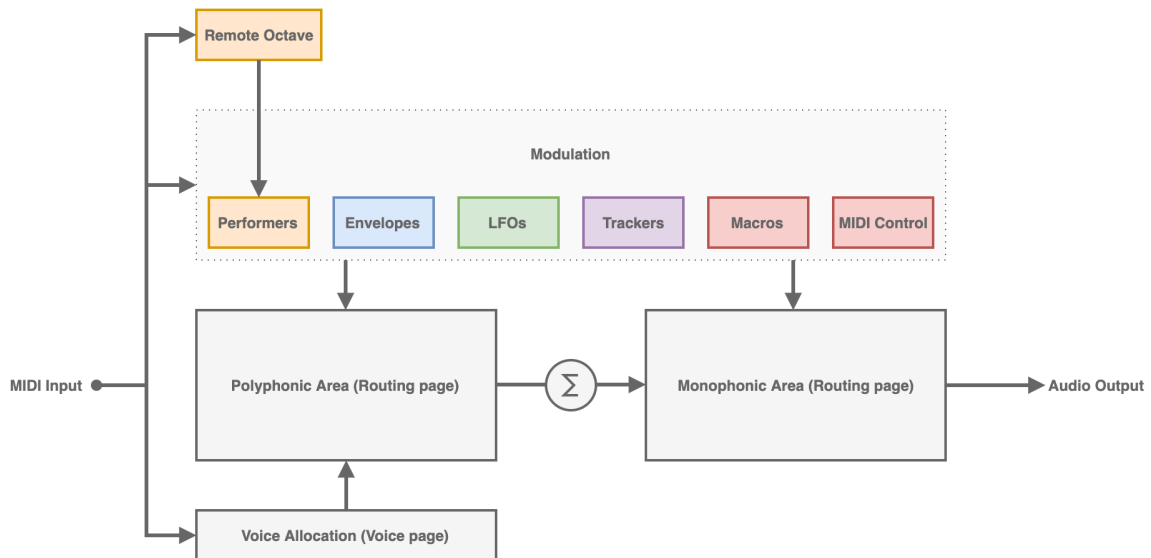 Remote Octave
Modulation
Performers
Envelopes
LFOs
Trackers
Macros
MIDI Control
MIDI Input
Polyphonic Area (Routing page)
Σ
Monophonic Area (Routing page)
Audio Output
Voice Allocation (Voice page)